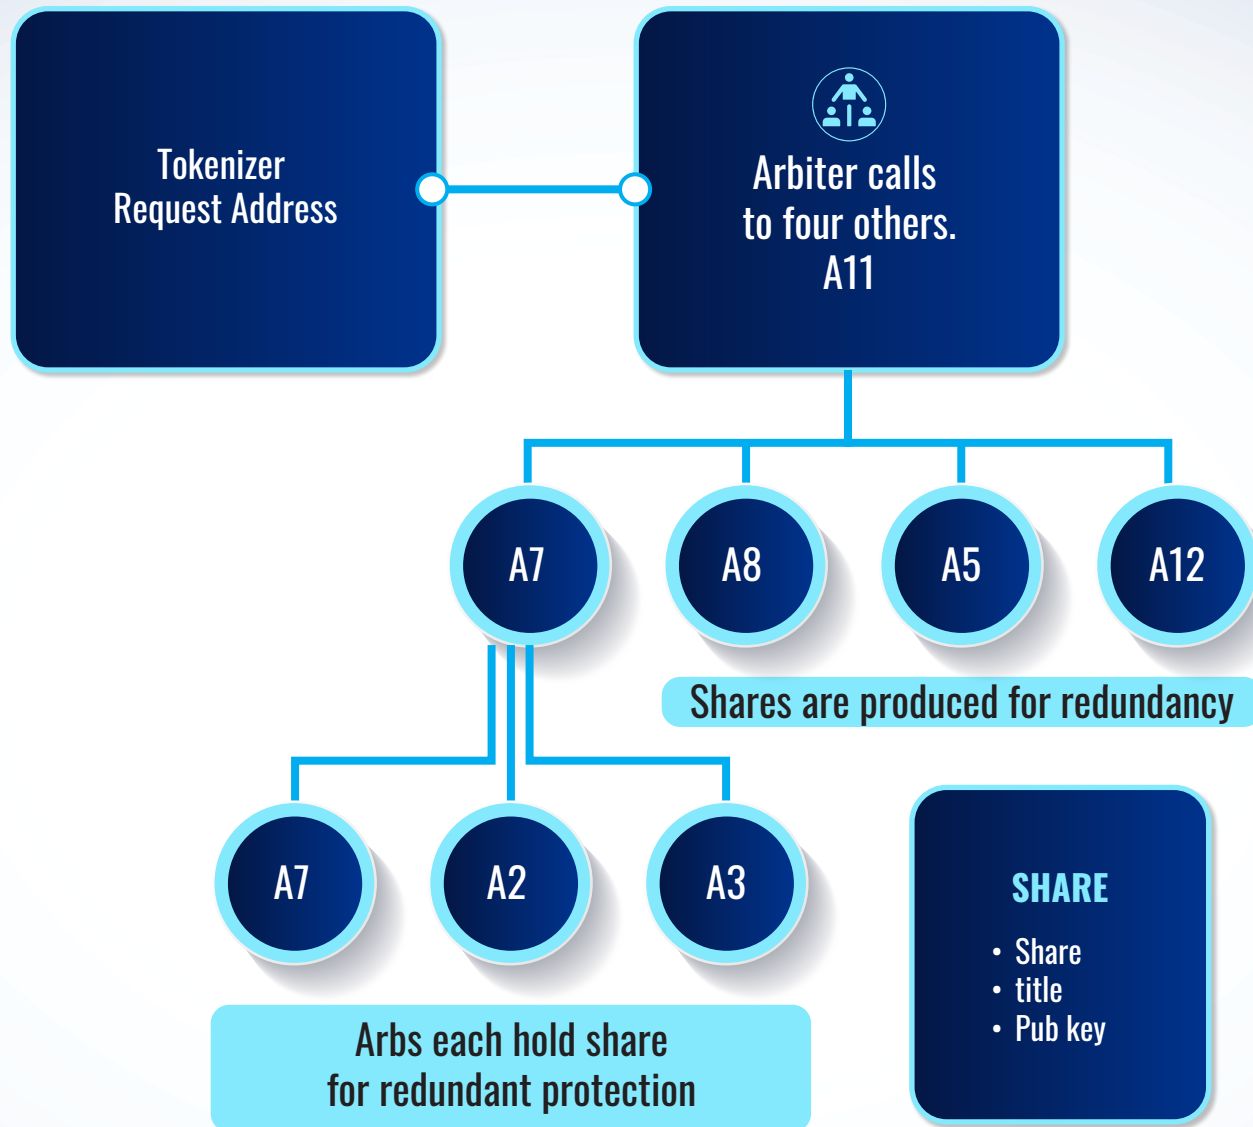 Tokenizer
Request Address
Arbiter calls
to four others.
A11
A7
A8
A5
A12
Shares are produced for redundancy
A7
A2
A3
Arbs each hold share
for redundant protection
SHARE
• Share
• title
• Pub key